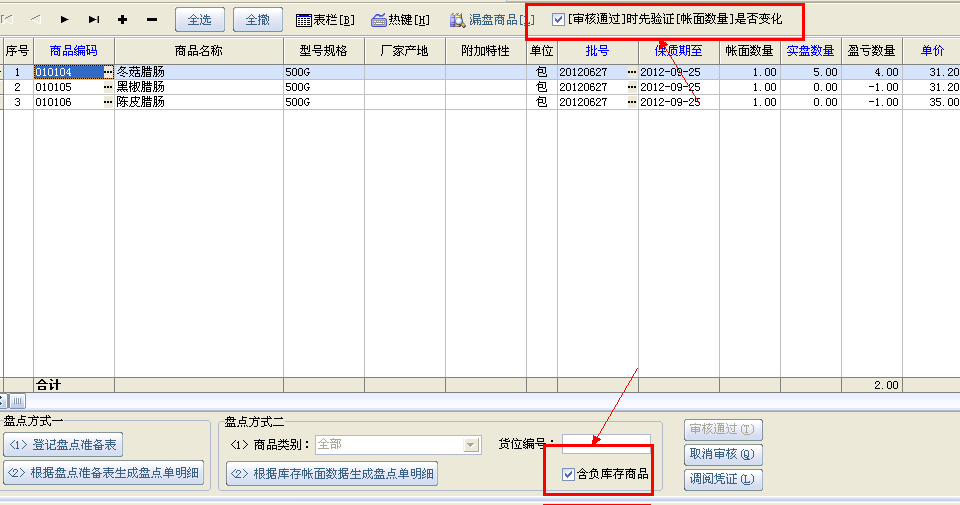 全选 全撤 表栏[B] 热键[H] 漏盘商品[L] [审核通过]时先验证[帐面数量]是否变化
序号 商品编码 商品名称 型号规格 厂家产地 附加特性 单位 批号 保质期至 帐面数量 实盘数量 盈亏数量 单价
1 010104 冬菇腊肠 500G 包 20120627 2012-09-25 1.00 5.00 4.00 31.20
2 010105 黑椒腊肠 500G 包 20120627 2012-09-25 1.00 0.00 -1.00 31.20
3 010106 陈皮腊肠 500G 包 20120627 2012-09-25 1.00 0.00 -1.00 35.00
合计 2.00
盘点方式一 盘点方式二
<1> 登记盘点准备表 <1> 商品类别： 全部 货位编号： 审核通过(T)
取消审核(Q)
<2> 根据盘点准备表生成盘点单明细 <2> 根据库存帐面数据生成盘点单明细 含负库存商品 调阅凭证(L)